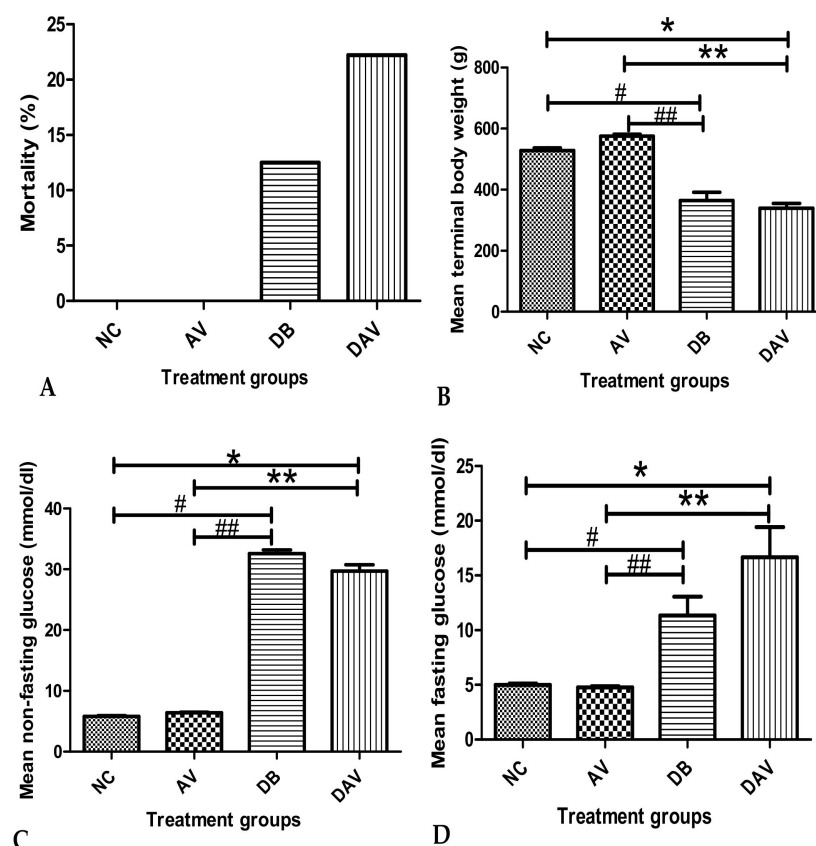 Mortality (%)
25
20
15
10
5
0
NC
AV
DB
DAV
Treatment groups
A
Mean terminal body weight (g)
800
600
400
200
0
*
**
#
##
NC
AV
DB
DAV
Treatment groups
B
Mean non-fasting glucose (mmol/dl)
40
30
20
10
0
*
**
#
##
NC
AV
DB
DAV
Treatment groups
C
Mean fasting glucose (mmol/dl)
25
20
15
10
5
0
*
**
#
##
NC
AV
DB
DAV
Treatment groups
D